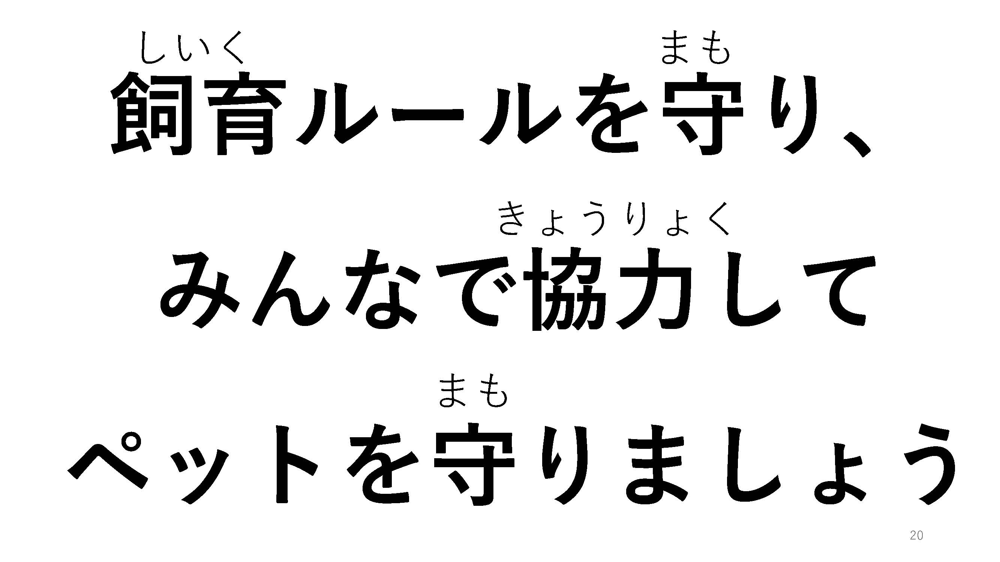 しいく まも
飼育ルールを守り、
きょうりょく
みんなで協力して
まも
ペットを守りましょう
20